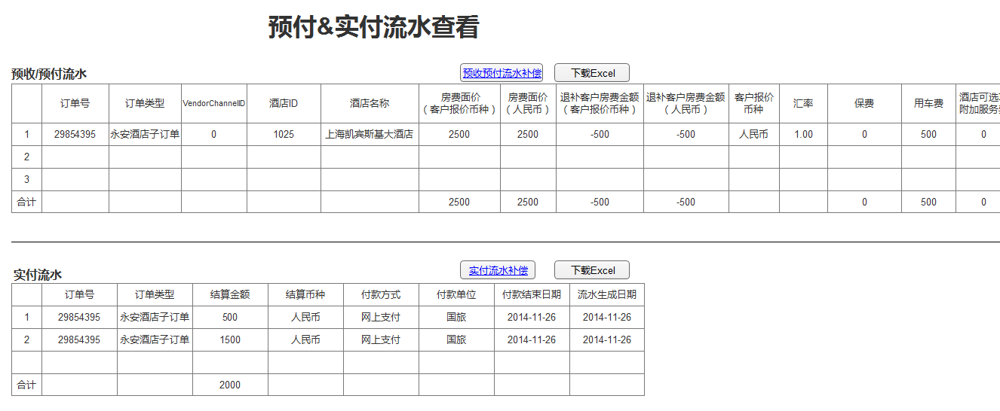 预付&实付流水查看
预收/预付流水 预收预付流水补偿 下载Excel
订单号 订单类型 VendorChannelID 酒店ID 酒店名称 房费面价 房费面价 退补客户房费金额 退补客户房费金额 客户报价 汇率 保费 用车费 酒店可选
（客户报价币种） （人民币） （客户报价币种） （人民币） 币种 附加服务
1 29854395 永安酒店子订单 0 1025 上海凯宾斯基大酒店 2500 2500 -500 -500 人民币 1.00 0 500 0
2
3
合计 2500 2500 -500 -500 0 500 0
实付流水 实付流水补偿 下载Excel
订单号 订单类型 结算金额 结算币种 付款方式 付款单位 付款结束日期 流水生成日期
1 29854395 永安酒店子订单 500 人民币 网上支付 国旅 2014-11-26 2014-11-26
2 29854395 永安酒店子订单 1500 人民币 网上支付 国旅 2014-11-26 2014-11-26
合计 2000